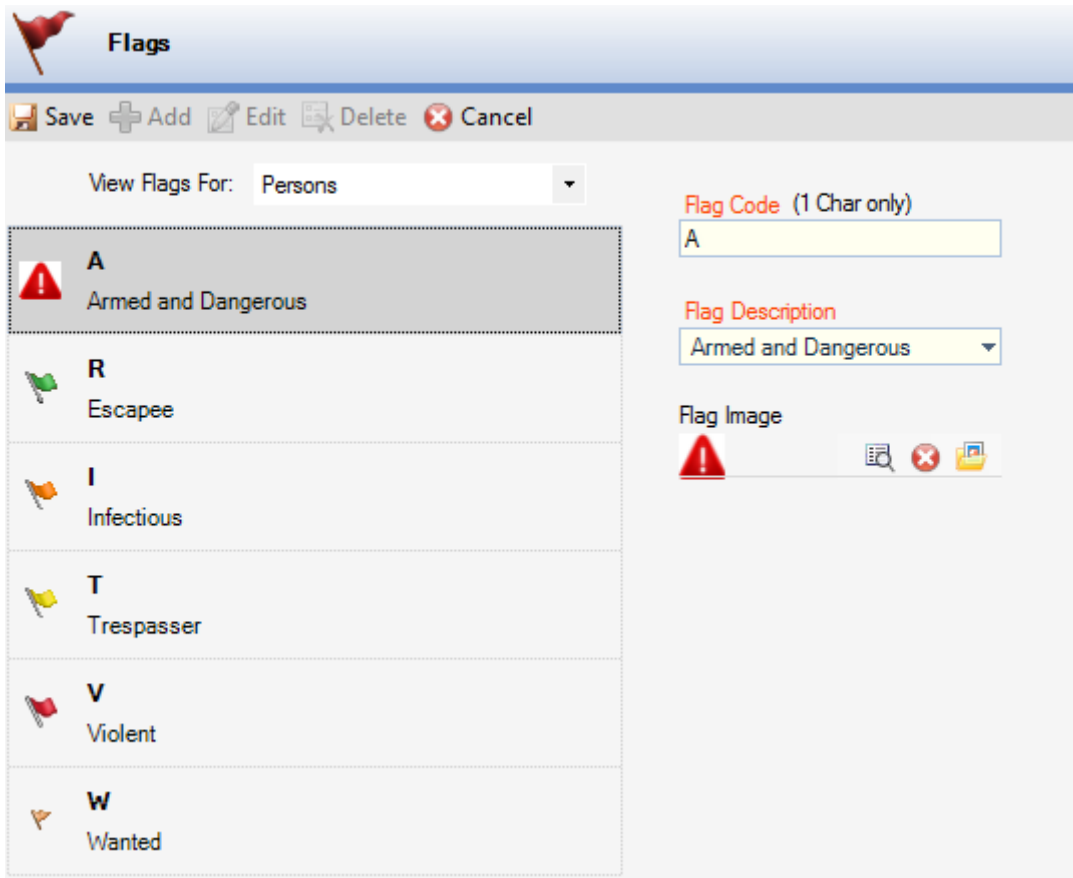 Flags
Save Add Edit Delete Cancel
View Flags For: Persons
A
Armed and Dangerous
R
Escapee
I
Infectious
T
Trespasser
V
Violent
W
Wanted
Flag Code (1 Char only)
A
Flag Description
Armed and Dangerous
Flag Image